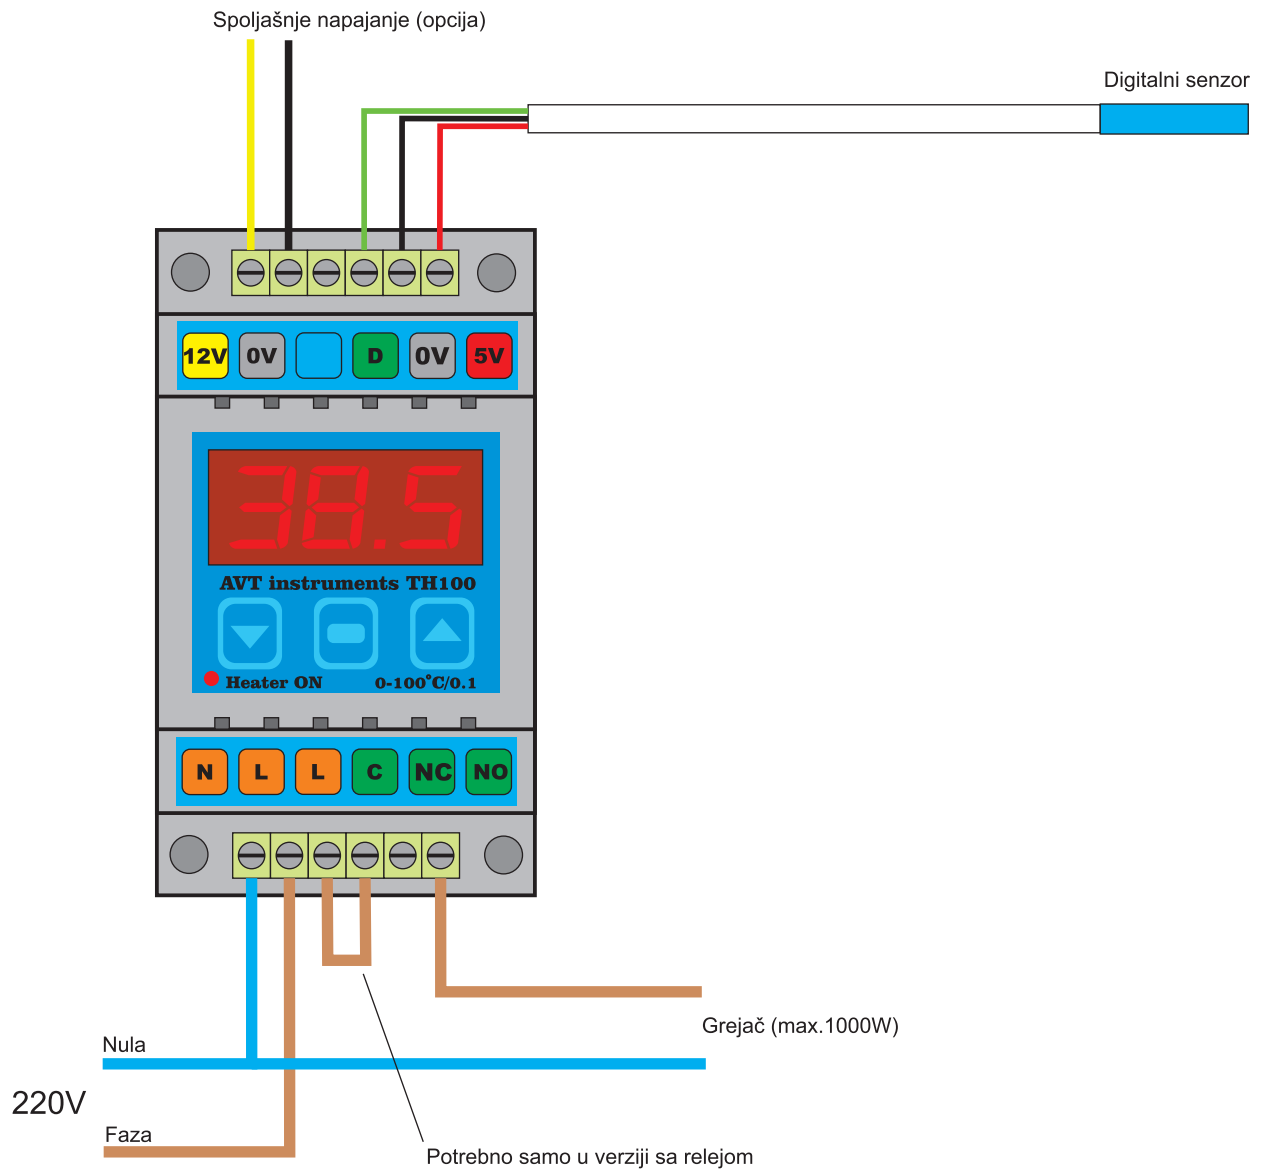 Spoljašnje napajanje (opcija)
Digitalni senzor
12V 0V D 0V 5V
38.5
AVT instruments TH100
Heater ON 0-100°C/0.1
N L L C NC NO
Grejač (max.1000W)
Nula
220V
Faza
Potrebno samo u verziji sa relejom